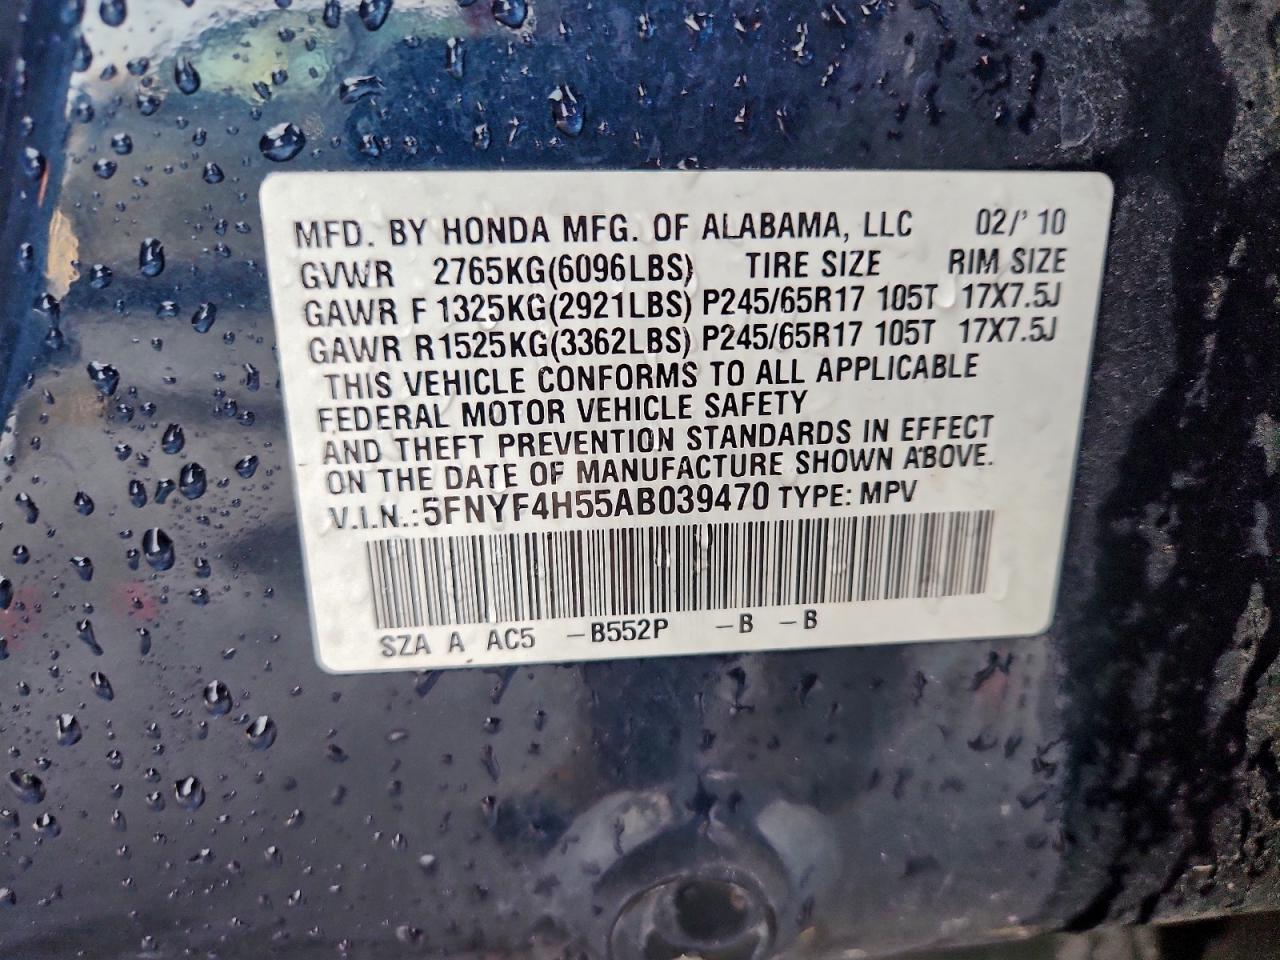 MFD. BY HONDA MFG. OF ALABAMA, LLC 02/' 10
GVWR 2765KG(6096LBS) TIRE SIZE RIM SIZE
GAWR F 1325KG(2921LBS) P245/65R17 105T 17X7.5J
GAWR R1525KG(3362LBS) P245/65R17 105T 17X7.5J
THIS VEHICLE CONFORMS TO ALL APPLICABLE
FEDERAL MOTOR VEHICLE SAFETY
AND THEFT PREVENTION STANDARDS IN EFFECT
ON THE DATE OF MANUFACTURE SHOWN ABOVE.
V.I.N.:5FNYF4H55AB039470 TYPE: MPV
SZA A AC5 -B552P -B -B